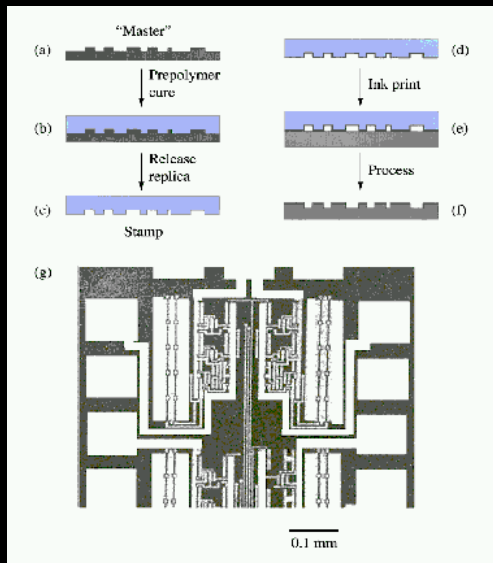 “Master”
(a)
Prepolymer
cure
(b)
Release
replica
(c)
Stamp
(d)
Ink print
(e)
Process
(f)
(g)
0.1 mm